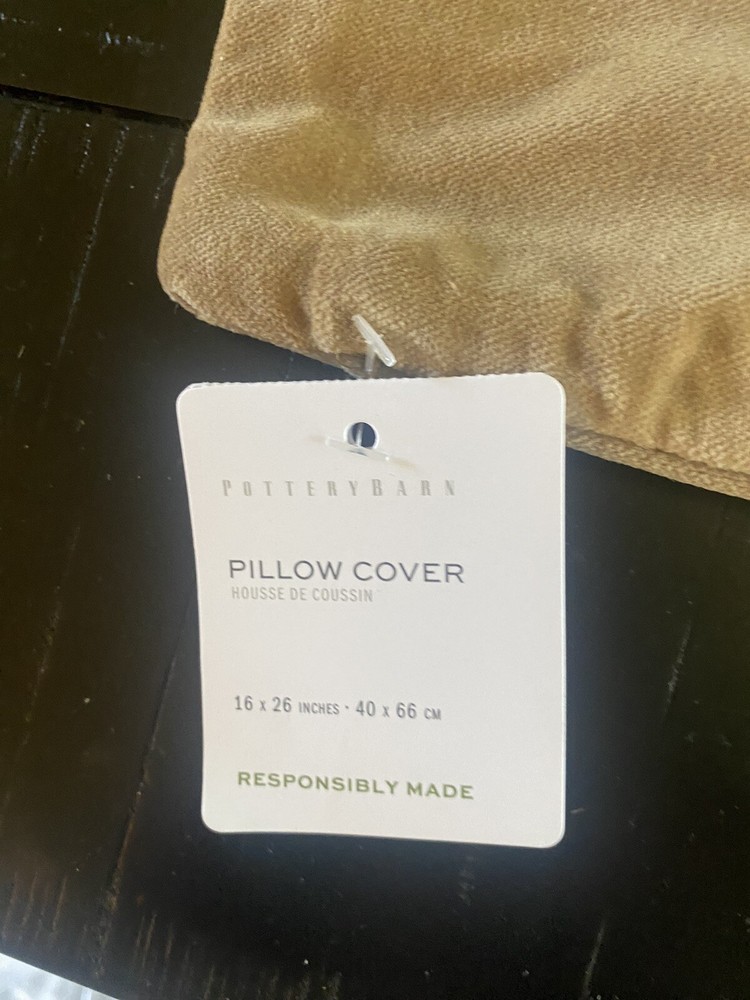 POTTERYBARN
PILLOW COVER
HOUSSE DE COUSSIN
16 x 26 INCHES · 40 x 66 CM
RESPONSIBLY MADE